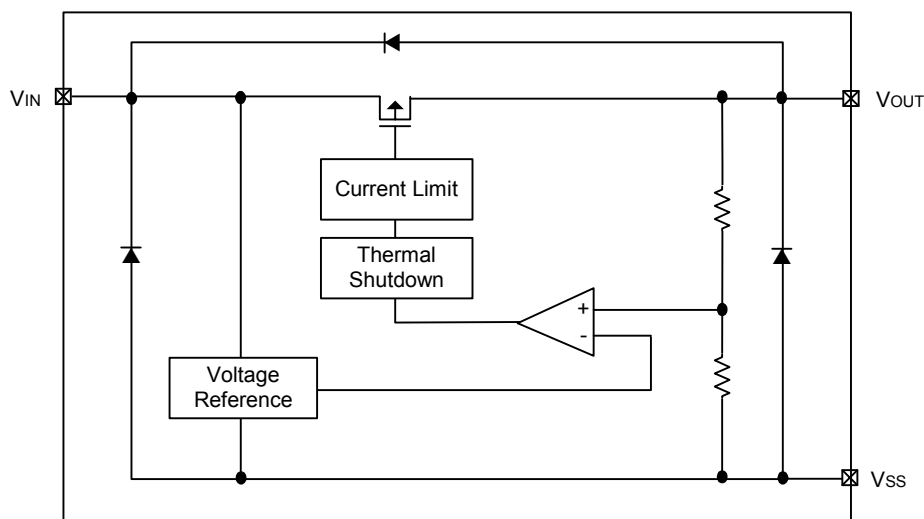 VIN
VOUT
Current Limit
Thermal
Shutdown
+
-
Voltage
Reference
VSS